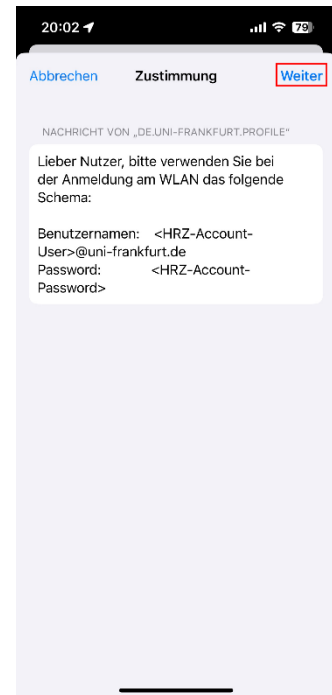 20:02
79
Abbrechen Zustimmung Weiter
NACHRICHT VON „DE.UNI-FRANKFURT.PROFILE“
Lieber Nutzer, bitte verwenden Sie bei
der Anmeldung am WLAN das folgende
Schema:
Benutzernamen: <HRZ-Account-
User>@uni-frankfurt.de
Password: <HRZ-Account-
Password>